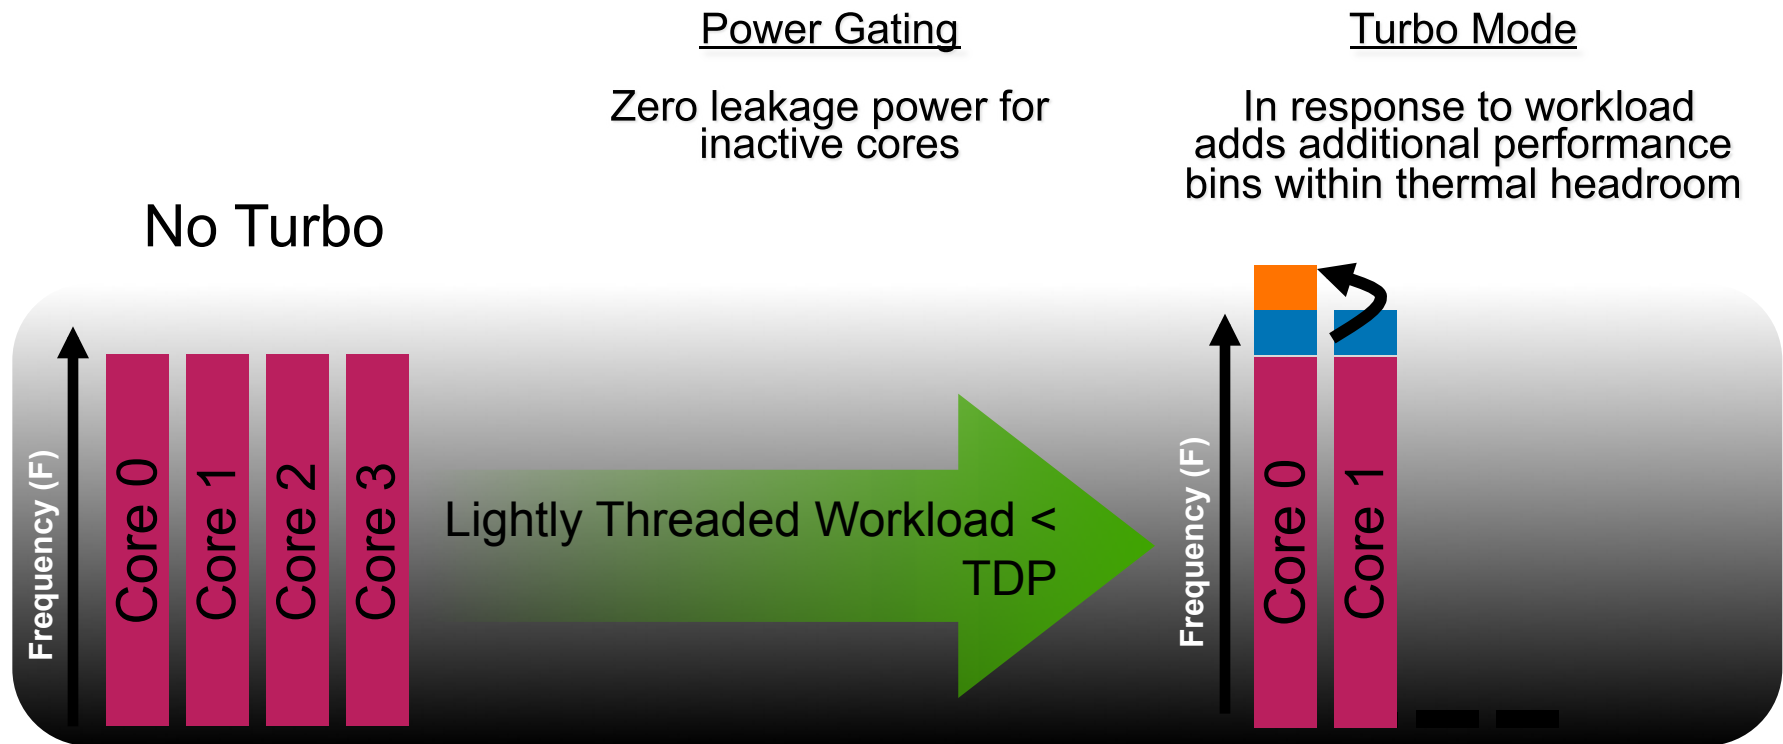 Power Gating
Zero leakage power for
inactive cores
Turbo Mode
In response to workload
adds additional performance
bins within thermal headroom
No Turbo
Frequency (F)
Core 0
Core 1
Core 2
Core 3
Lightly Threaded Workload <
TDP
Frequency (F)
Core 0
Core 1